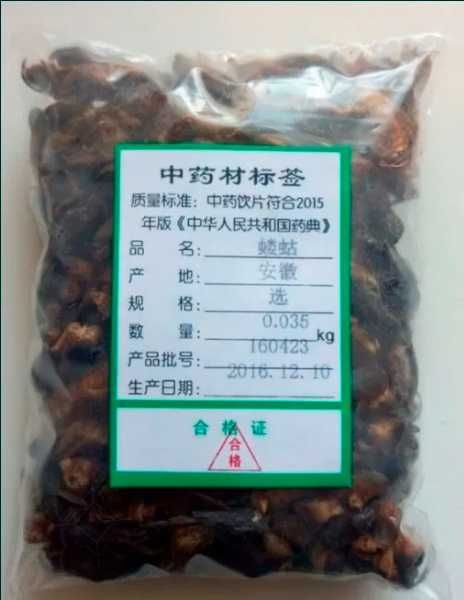 中药材标签
质量标准：中药饮片符合2015
年版《中华人民共和国药典》
品 名：蝼蛄
产 地：安徽
规 格：选
数 量：0.035kg
产品批号：160423
生产日期：2016.12.10
合格证
合
格